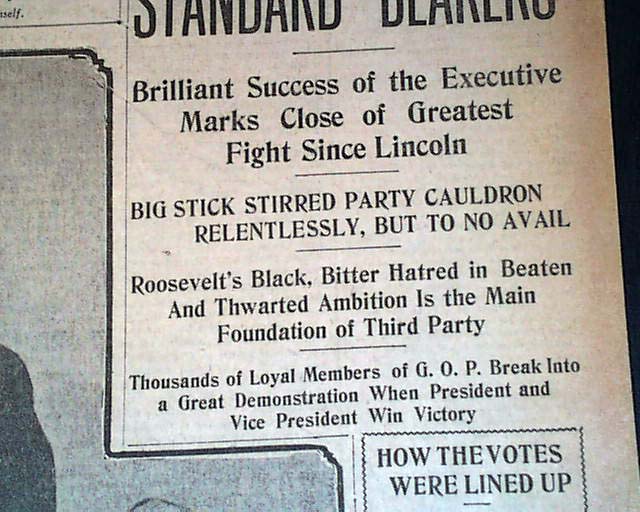 nself.
STANDARD BEARERS
Brilliant Success of the Executive
Marks Close of Greatest
Fight Since Lincoln
BIG STICK STIRRED PARTY CAULDRON
RELENTLESSLY, BUT TO NO AVAIL
Roosevelt's Black, Bitter Hatred in Beaten
And Thwarted Ambition Is the Main
Foundation of Third Party
Thousands of Loyal Members of G. O. P. Break Into
a Great Demonstration When President and
Vice President Win Victory
HOW THE VOTES
WERE LINED UP